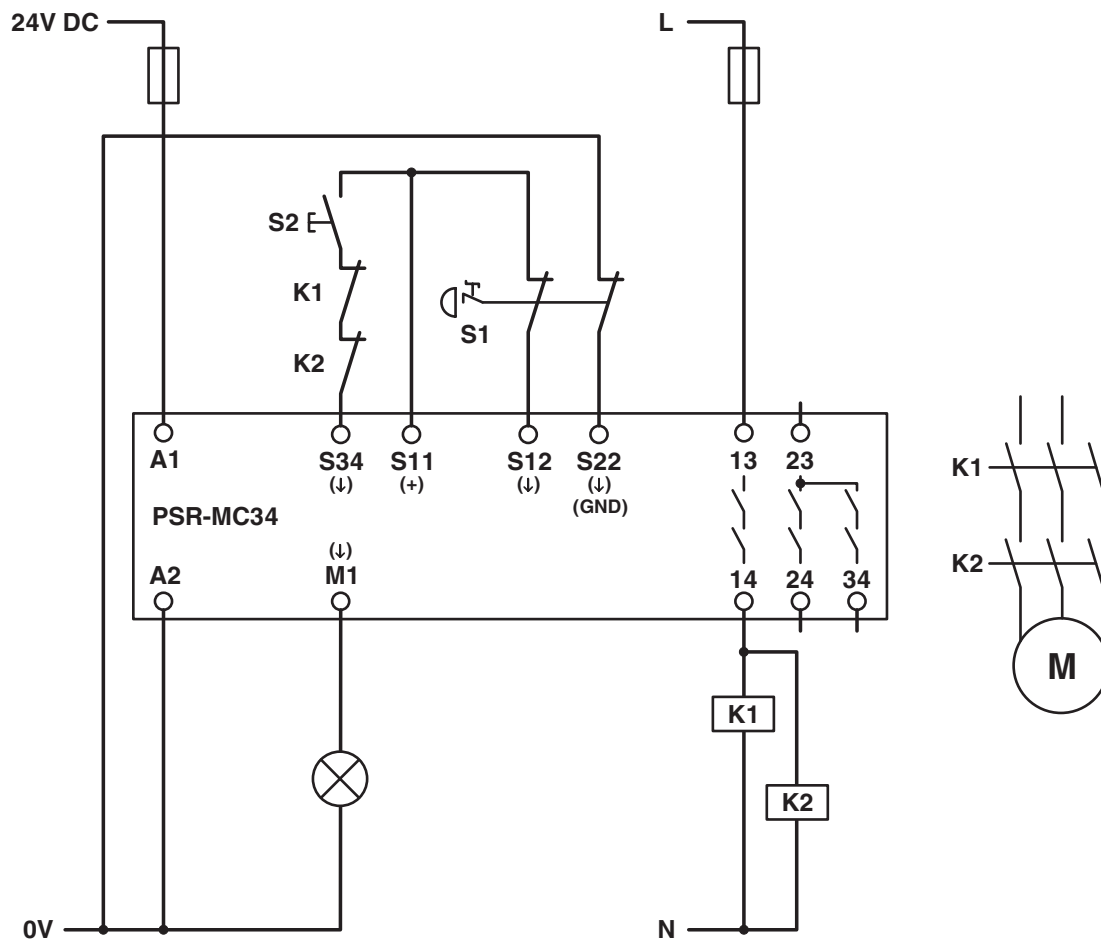 24V DC
L
S2
K1
S1
K2
A1
S34
S11
S12
S22
13
23
(↓)
(+)
(↓)
(↓)
(GND)
K1
PSR-MC34
K2
(↓)
A2
M1
14
24
34
M
K1
K2
0V
N